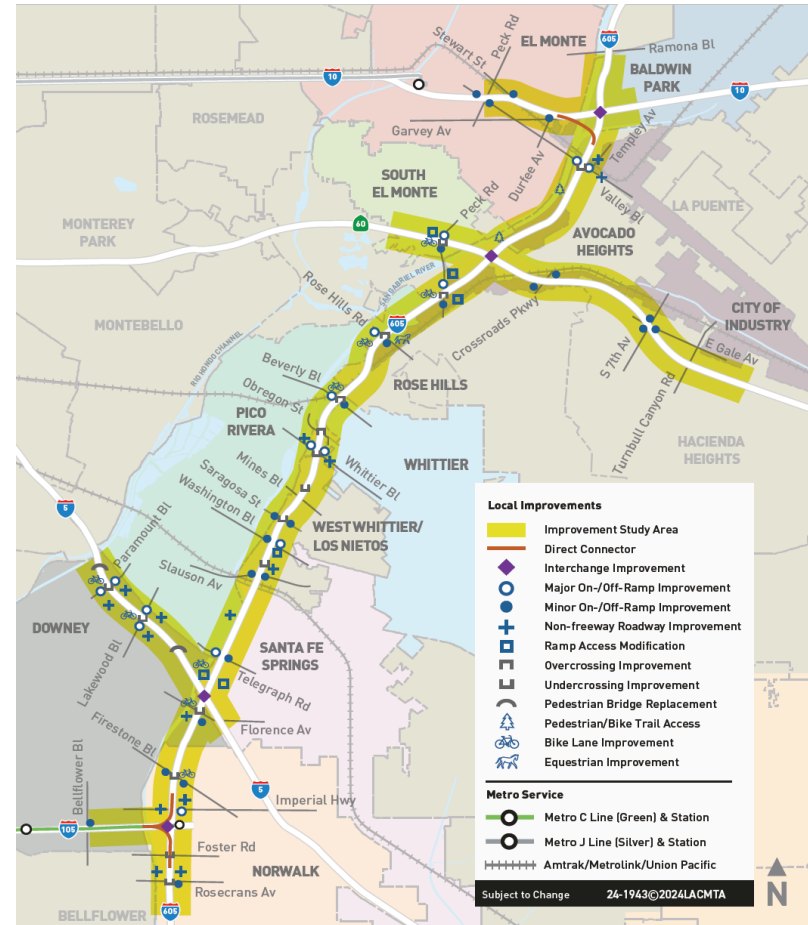 605
EL MONTE
Ramona Bl
Stewart St
Peck Rd
BALDWIN
PARK
10
10
ROSEMEAD
Garvey Av
Temple Av
Durfee Av
SOUTH
EL MONTE
Peck Rd
Valley Bl
LA PUENTE
60
MONTEREY
PARK
AVOCADO
HEIGHTS
SAN GABRIEL RIVER
Rose Hills Rd
605
Crossroads Pkwy
CITY OF
INDUSTRY
MONTEBELLO
RIO HONDO CHANNEL
S 7th Av
E Gale Av
Beverly Bl
ROSE HILLS
Obregon St
Turnbull Canyon Rd
PICO
RIVERA
HACIENDA
HEIGHTS
WHITTIER
Whittier Bl
Mines Bl
Saragosa St
Washington Bl
5
WEST WHITTIER/
LOS NIETOS
Paramount Bl
Slauson Av
DOWNEY
Lakewood Bl
SANTA FE
SPRINGS
Telegraph Rd
Florence Av
Firestone Bl
Bellflower Bl
5
Imperial Hwy
105
Foster Rd
NORWALK
Rosecrans Av
605
BELLFLOWER
Local Improvements
Improvement Study Area
Direct Connector
Interchange Improvement
Major On-/Off-Ramp Improvement
Minor On-/Off-Ramp Improvement
Non-freeway Roadway Improvement
Ramp Access Modification
Overcrossing Improvement
Undercrossing Improvement
Pedestrian Bridge Replacement
Pedestrian/Bike Trail Access
Bike Lane Improvement
Equestrian Improvement
Metro Service
Metro C Line (Green) & Station
Metro J Line (Silver) & Station
Amtrak/Metrolink/Union Pacific
Subject to Change 24-1943©2024LACMTA
N